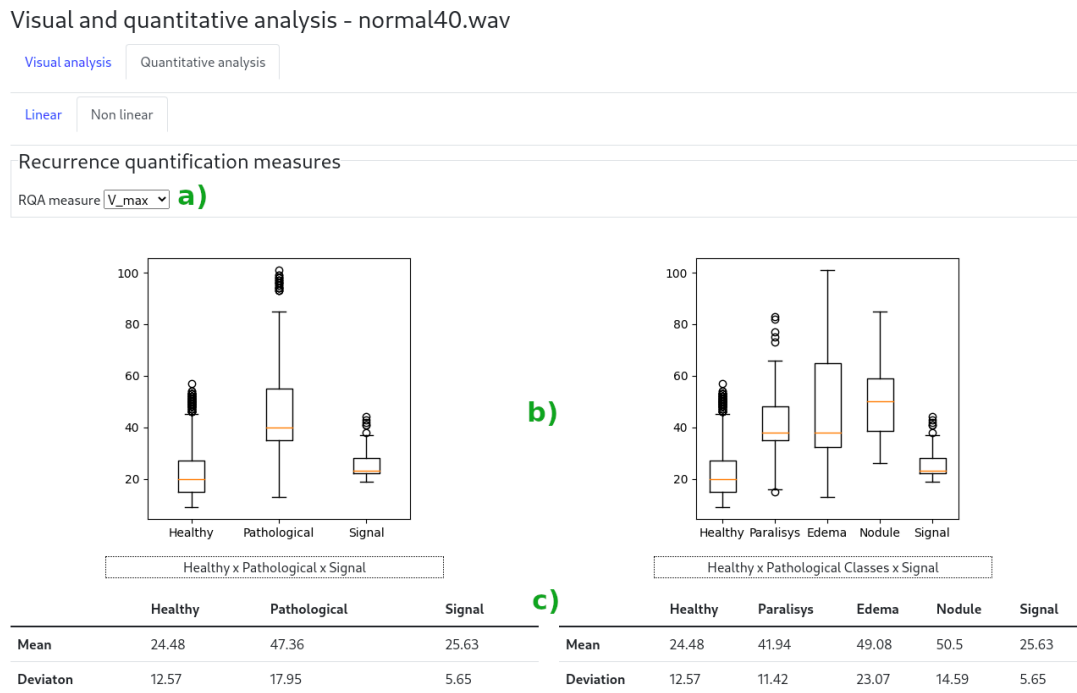 Visual and quantitative analysis - normal40.wav
Visual analysis Quantitative analysis
Linear Non linear
Recurrence quantification measures
RQA measure V_max a)
100
80
60
40
20
Healthy Pathological Signal
Healthy x Pathological x Signal
b)
100
80
60
40
20
Healthy Paralisys Edema Nodule Signal
Healthy x Pathological Classes x Signal
c)
Healthy Pathological Signal
Mean 24.48 47.36 25.63
Deviaton 12.57 17.95 5.65
Healthy Paralisys Edema Nodule Signal
Mean 24.48 41.94 49.08 50.5 25.63
Deviation 12.57 11.42 23.07 14.59 5.65